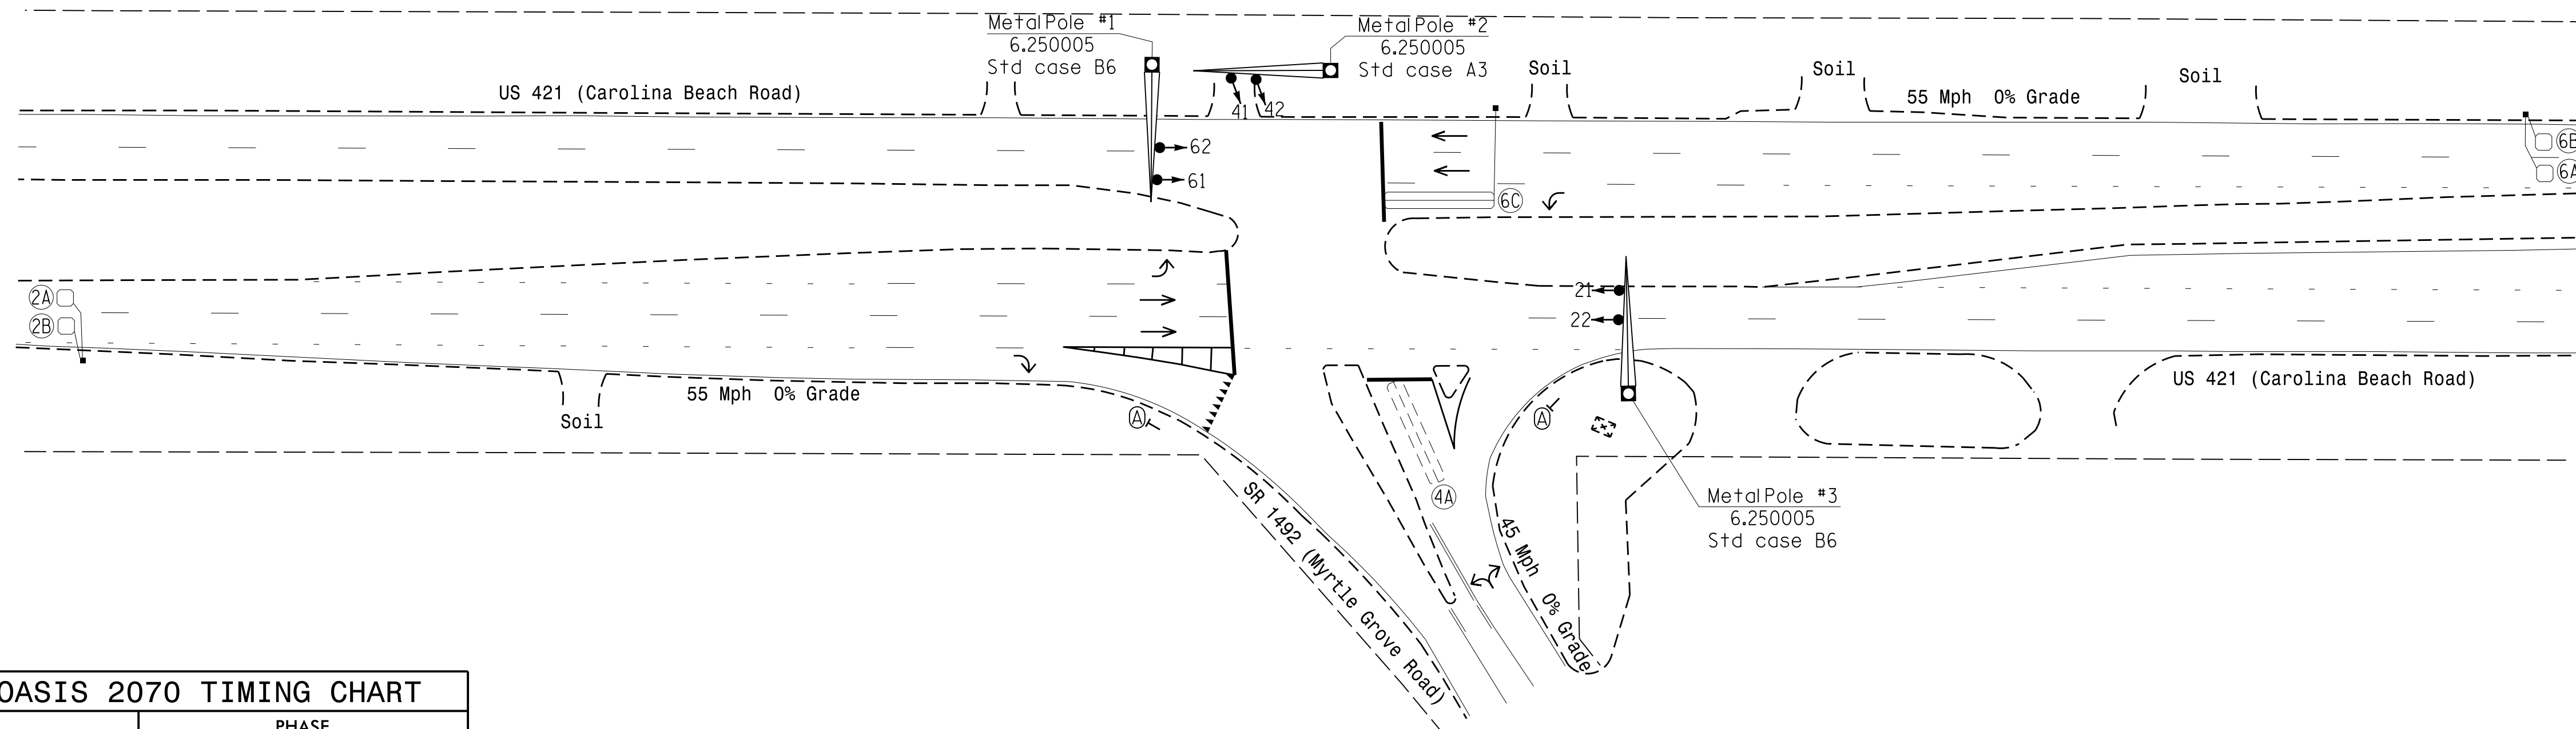 Metal Pole #1
6.250005
Std case B6
Metal Pole #2
6.250005
Std case A3
US 421 (Carolina Beach Road)
Soil
Soil
Soil
55 Mph 0% Grade
41
42
62
61
6C
6B
6A
2A
2B
21
22
55 Mph 0% Grade
Soil
US 421 (Carolina Beach Road)
A
A
4A
SR 1492 (Myrtle Grove Road)
45 Mph 0% Grade
Metal Pole #3
6.250005
Std case B6
OASIS 2070 TIMING CHART
PHASE